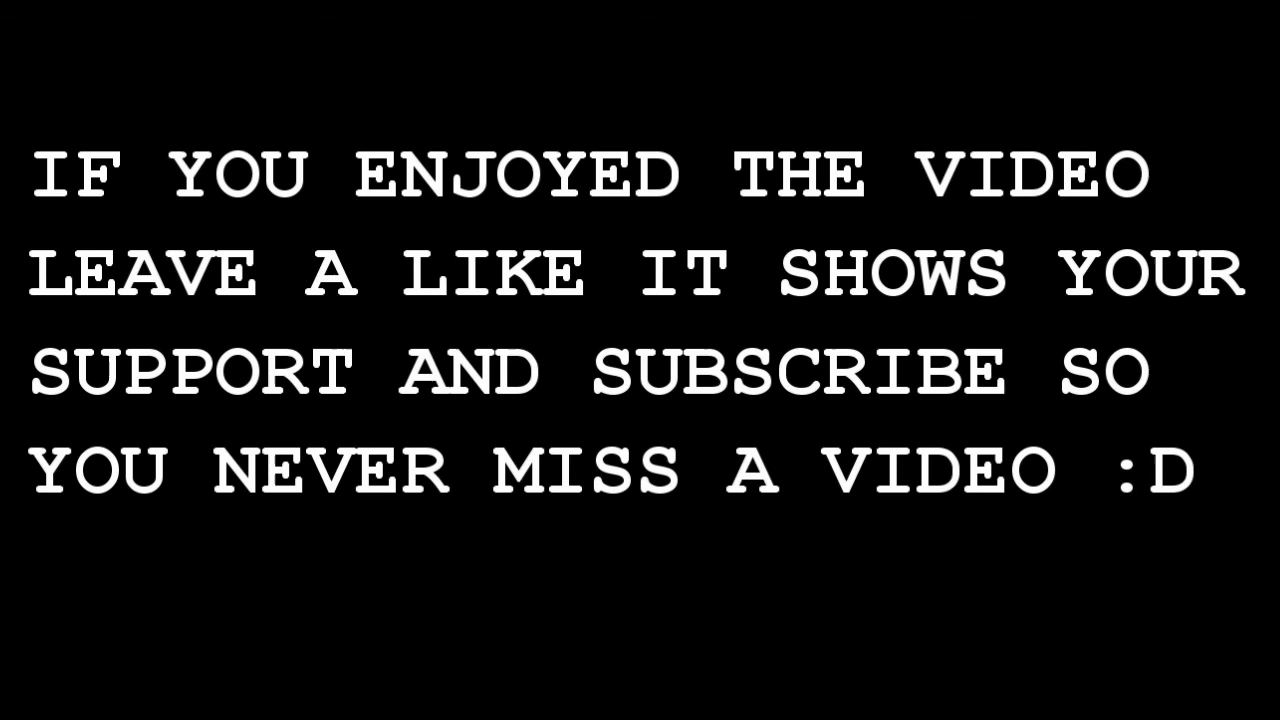 IF YOU ENJOYED THE VIDEO
LEAVE A LIKE IT SHOWS YOUR
SUPPORT AND SUBSCRIBE SO
YOU NEVER MISS A VIDEO :D